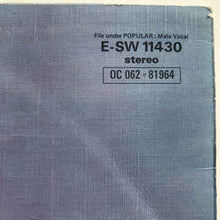 File under POPULAR: Male Vocal
E-SW 11430
stereo
OC 062 - 81964